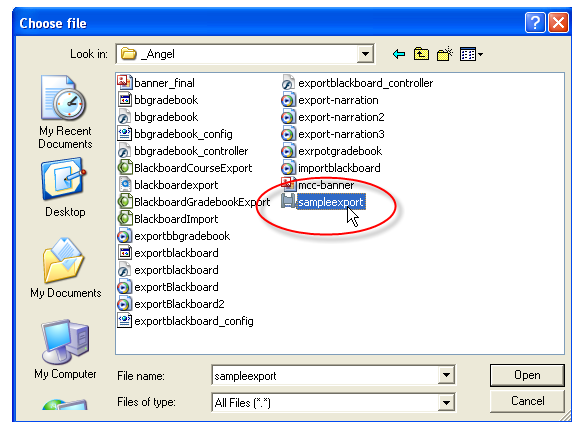 Choose file
Look in:
_Angel
My Recent
Documents
Desktop
My Documents
My Computer
banner_final
bbgradebook
bbgradebook
bbgradebook_config
bbgradebook_controller
BlackboardCourseExport
blackboardexport
BlackboardGradebookExport
BlackboardImport
exportbbgradebook
exportblackboard
exportblackboard
exportBlackboard
exportBlackboard2
exportblackboard_config
exportblackboard_controller
export-narration
export-narration2
export-narration3
exrpotgradebook
importblackboard
mcc-banner
sampleexport
File name:
sampleexport
Open
Files of type:
All Files (*.*)
Cancel